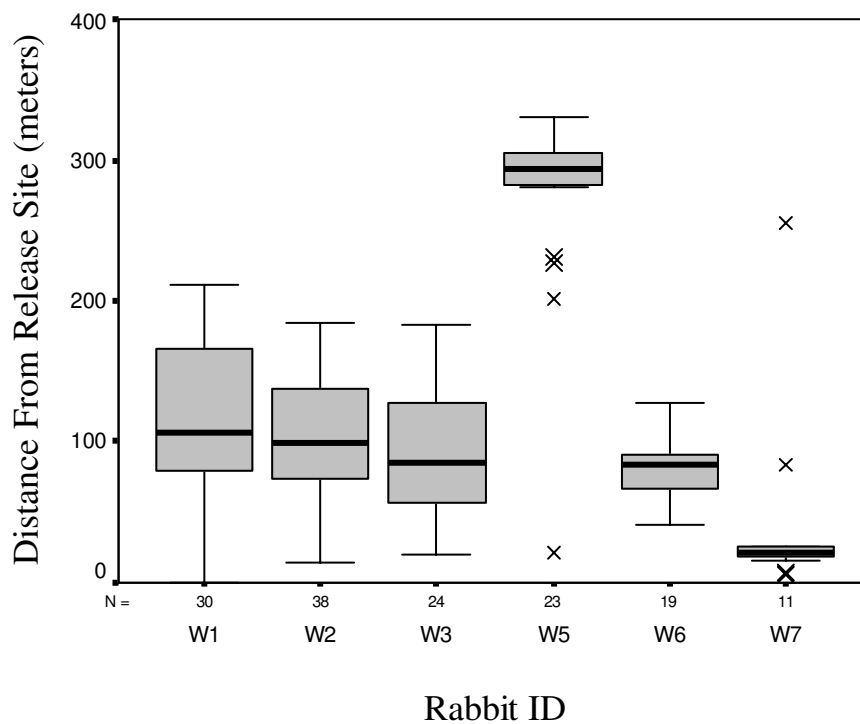 Distance From Release Site (meters)
400
300
200
100
0
N = 30 38 24 23 19 11
W1 W2 W3 W5 W6 W7
Rabbit ID